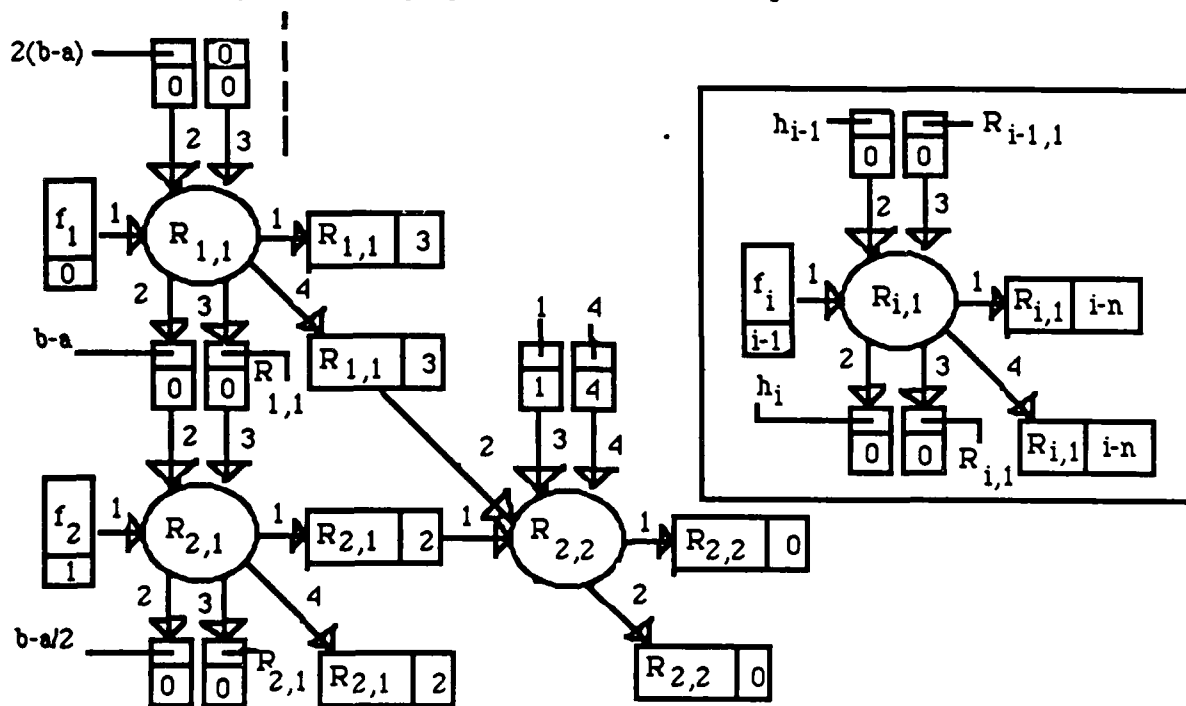 2(b-a) 0
0 0
2 3
f1 1 R1,1 1 R1,1 3
0
2 3 4
b-a R1,1 R1,1 3
0 0
1 4
1 4
2 3 2 3 4
f2 1 R2,1 1 R2,1 2 1 R2,2 1 R2,2 0
1
2 3 4 2
b-a/2 R2,1 R2,1 2 R2,2 0
0 0
hi-1 Ri-1,1
0 0
2 3
fi 1 Ri,1 1 Ri,1 i-n
i-1
2 3 4
hi
0 0 Ri,1 Ri,1 i-n